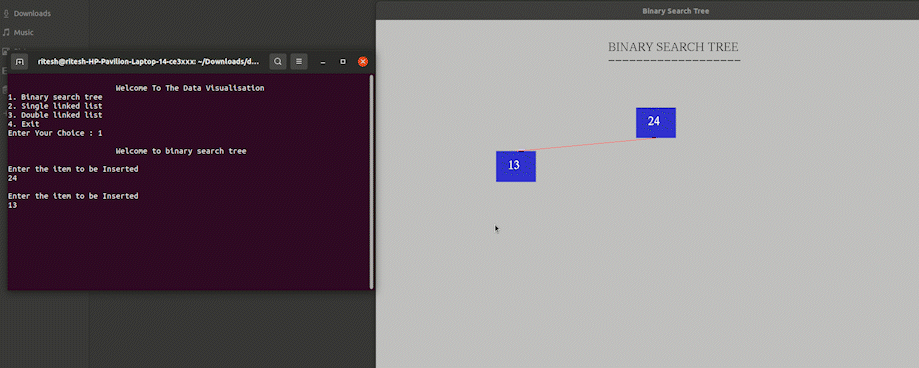 Downloads
Music
ritesh@ritesh-HP-Pavilion-Laptop-14-ce3xxx: ~/Downloads/d...
Welcome To The Data Visualisation
1. Binary search tree
2. Single linked list
3. Double linked list
4. Exit
Enter Your Choice : 1
Welcome to binary search tree
Enter the item to be Inserted
24
Enter the item to be Inserted
13
Binary Search Tree
BINARY SEARCH TREE
24
13